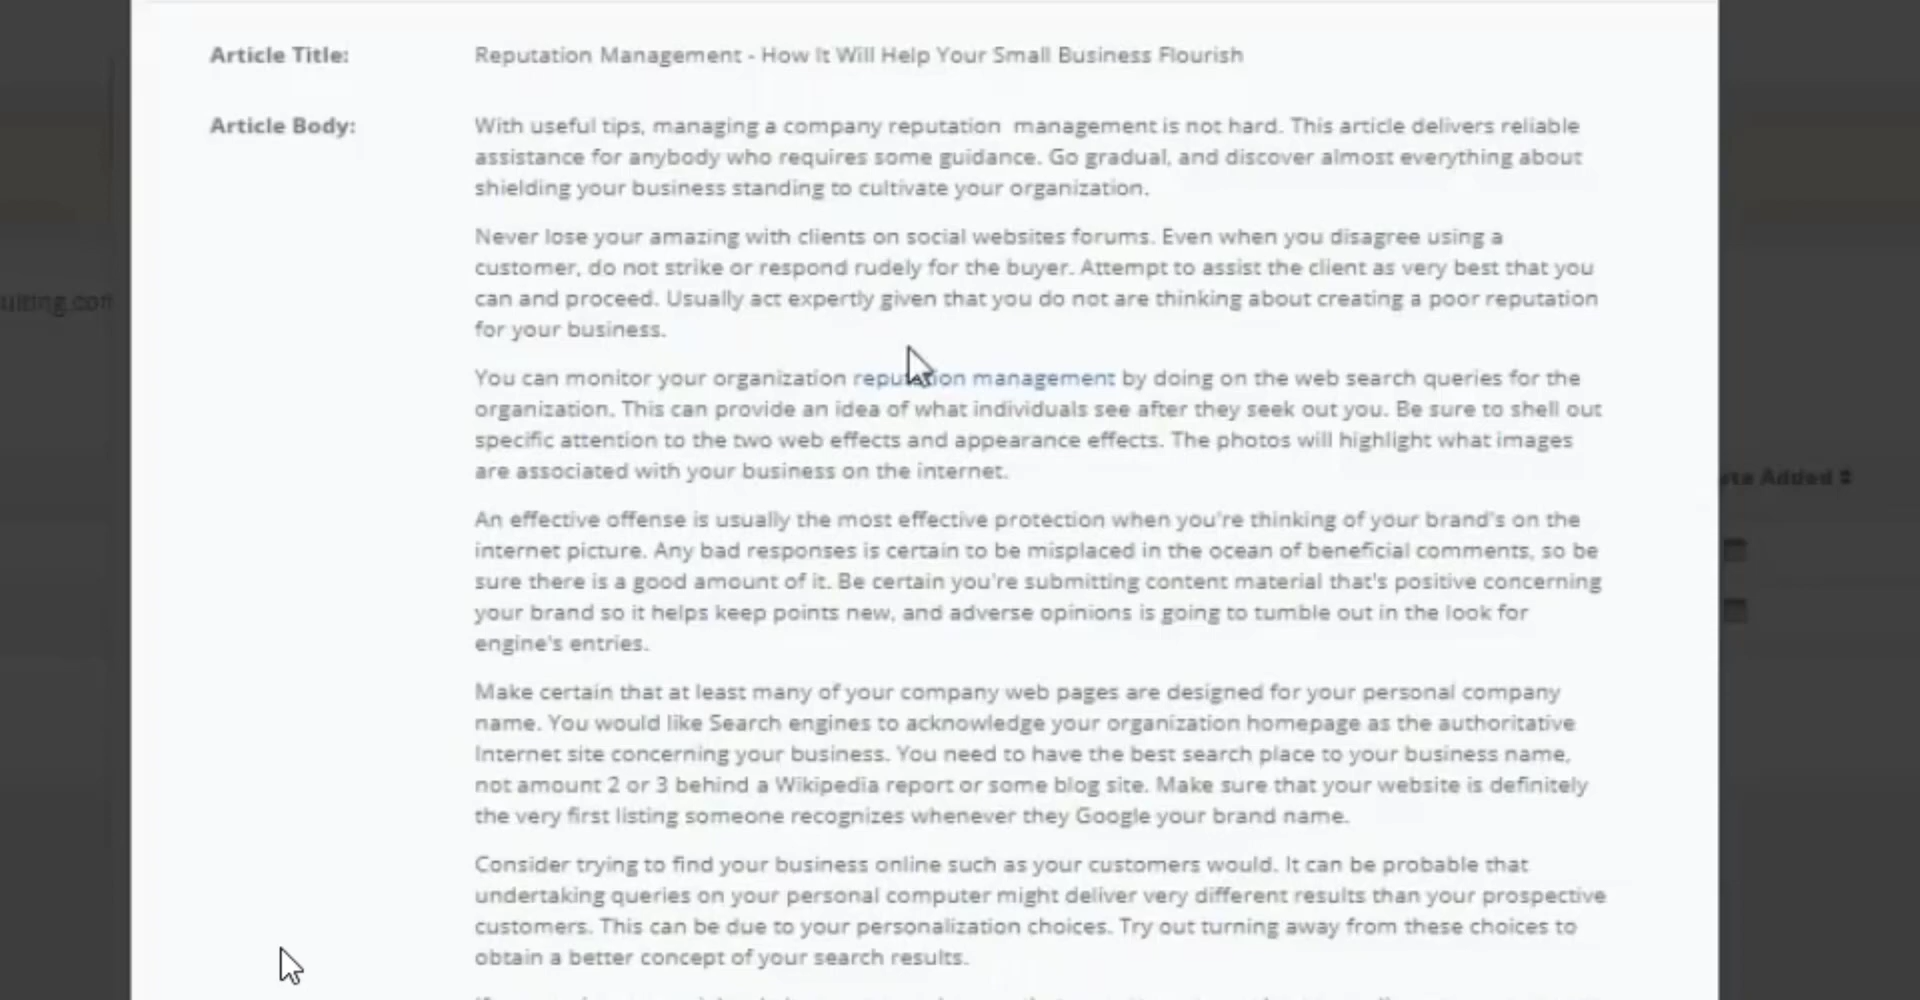 Article Title: Reputation Management - How It Will Help Your Small Business Flourish
Article Body: With useful tips, managing a company reputation management is not hard. This article delivers reliable
assistance for anybody who requires some guidance. Go gradual, and discover almost everything about
shielding your business standing to cultivate your organization.
Never lose your amazing with clients on social websites forums. Even when you disagree using a
customer, do not strike or respond rudely for the buyer. Attempt to assist the client as very best that you
can and proceed. Usually act expertly given that you do not are thinking about creating a poor reputation
for your business.
You can monitor your organization reputation management by doing on the web search queries for the
organization. This can provide an idea of what individuals see after they seek out you. Be sure to shell out
specific attention to the two web effects and appearance effects. The photos will highlight what images
are associated with your business on the internet.
An effective offense is usually the most effective protection when you're thinking of your brand's on the
internet picture. Any bad responses is certain to be misplaced in the ocean of beneficial comments, so be
sure there is a good amount of it. Be certain you're submitting content material that's positive concerning
your brand so it helps keep points new, and adverse opinions is going to tumble out in the look for
engine's entries.
Added
Make certain that at least many of your company web pages are designed for your personal company
name. You would like Search engines to acknowledge your organization homepage as the authoritative
Internet site concerning your business. You need to have the best search place to your business name,
not amount 2 or 3 behind a Wikipedia report or some blog site. Make sure that your website is definitely
the very first listing someone recognizes whenever they Google your brand name.
Consider trying to find your business online such as your customers would. It can be probable that
undertaking queries on your personal computer might deliver very different results than your prospective
customers. This can be due to your personalization choices. Try out turning away from these choices to
obtain a better concept of your search results.